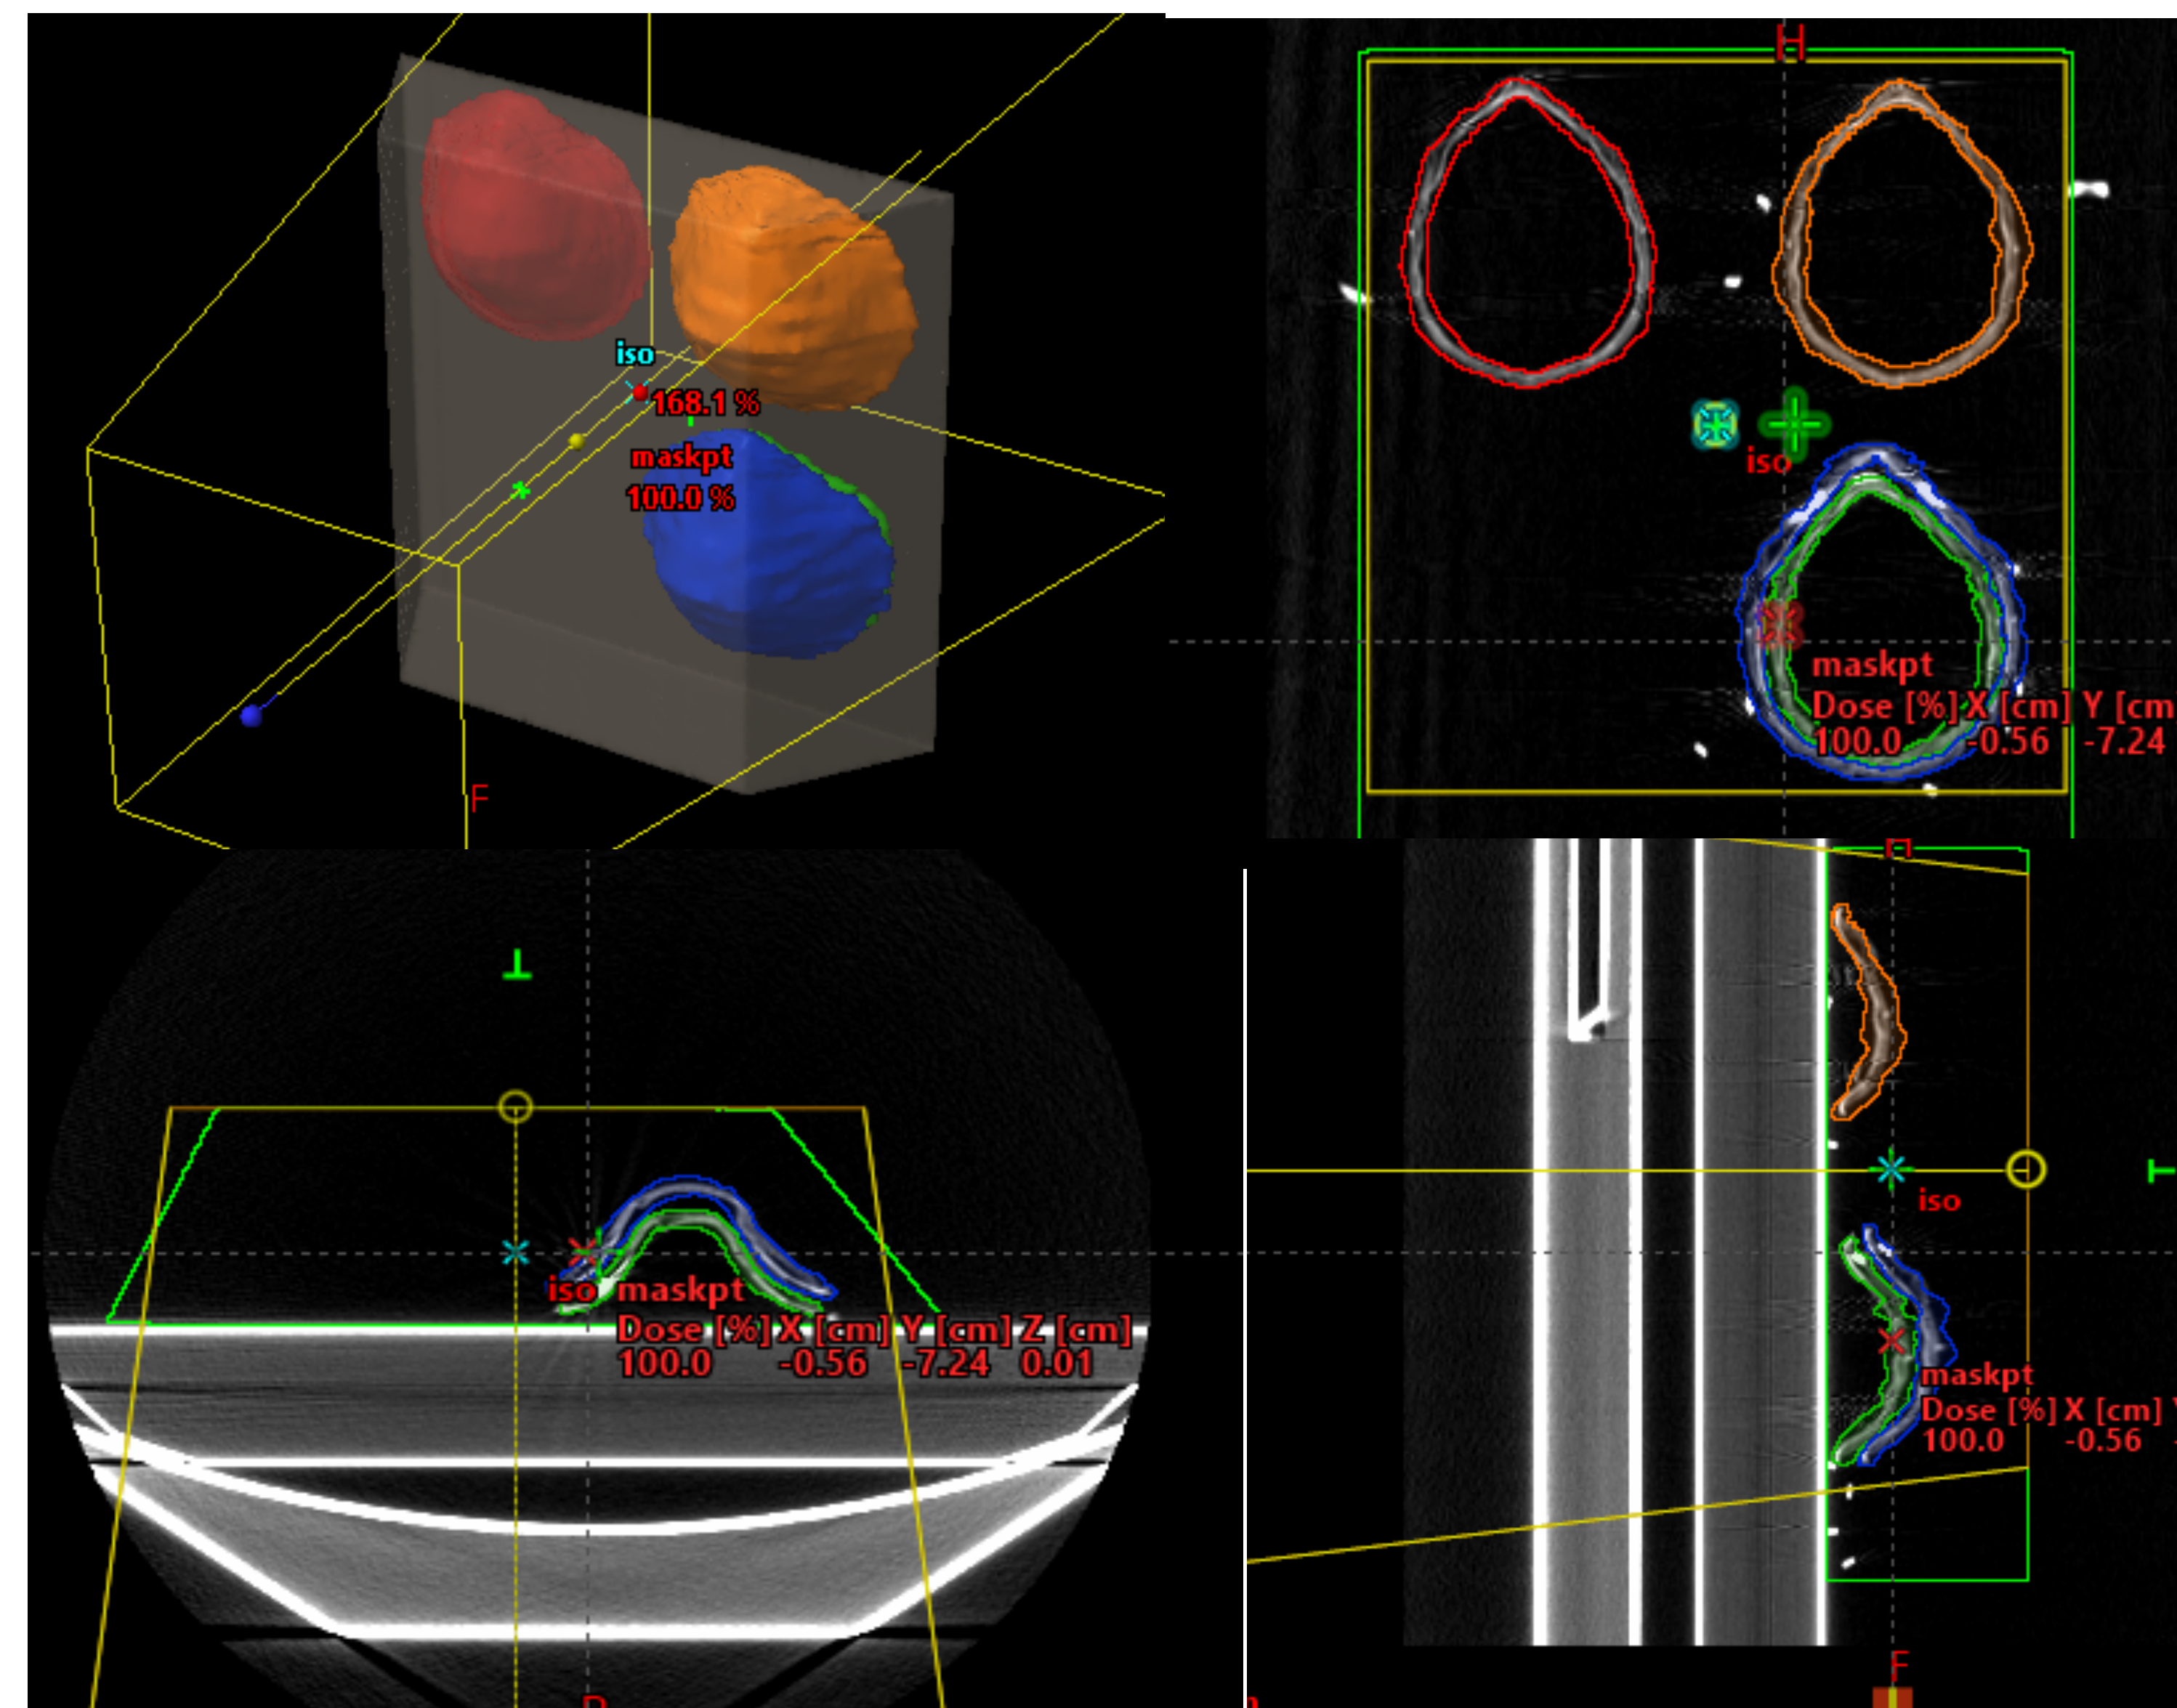 iso
168.1 %
maskpt
100.0 %
F
H
iso
maskpt
Dose [%] X [cm] Y [cm
100.0 -0.56 -7.24
iso maskpt
Dose [%] X [cm] Y [cm] Z [cm]
100.0 -0.56 -7.24 0.01
iso
maskpt
Dose [%] X [cm]
100.0 -0.56
F